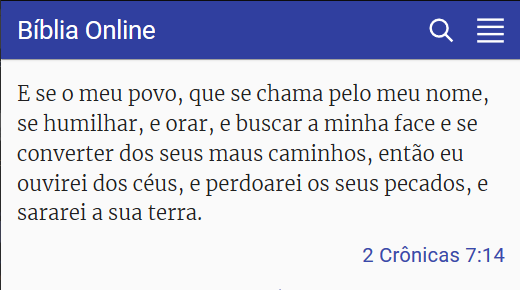 Bíblia Online
E se o meu povo, que se chama pelo meu nome,
se humilhar, e orar, e buscar a minha face e se
converter dos seus maus caminhos, então eu
ouvirei dos céus, e perdoarei os seus pecados, e
sararei a sua terra.
2 Crônicas 7:14